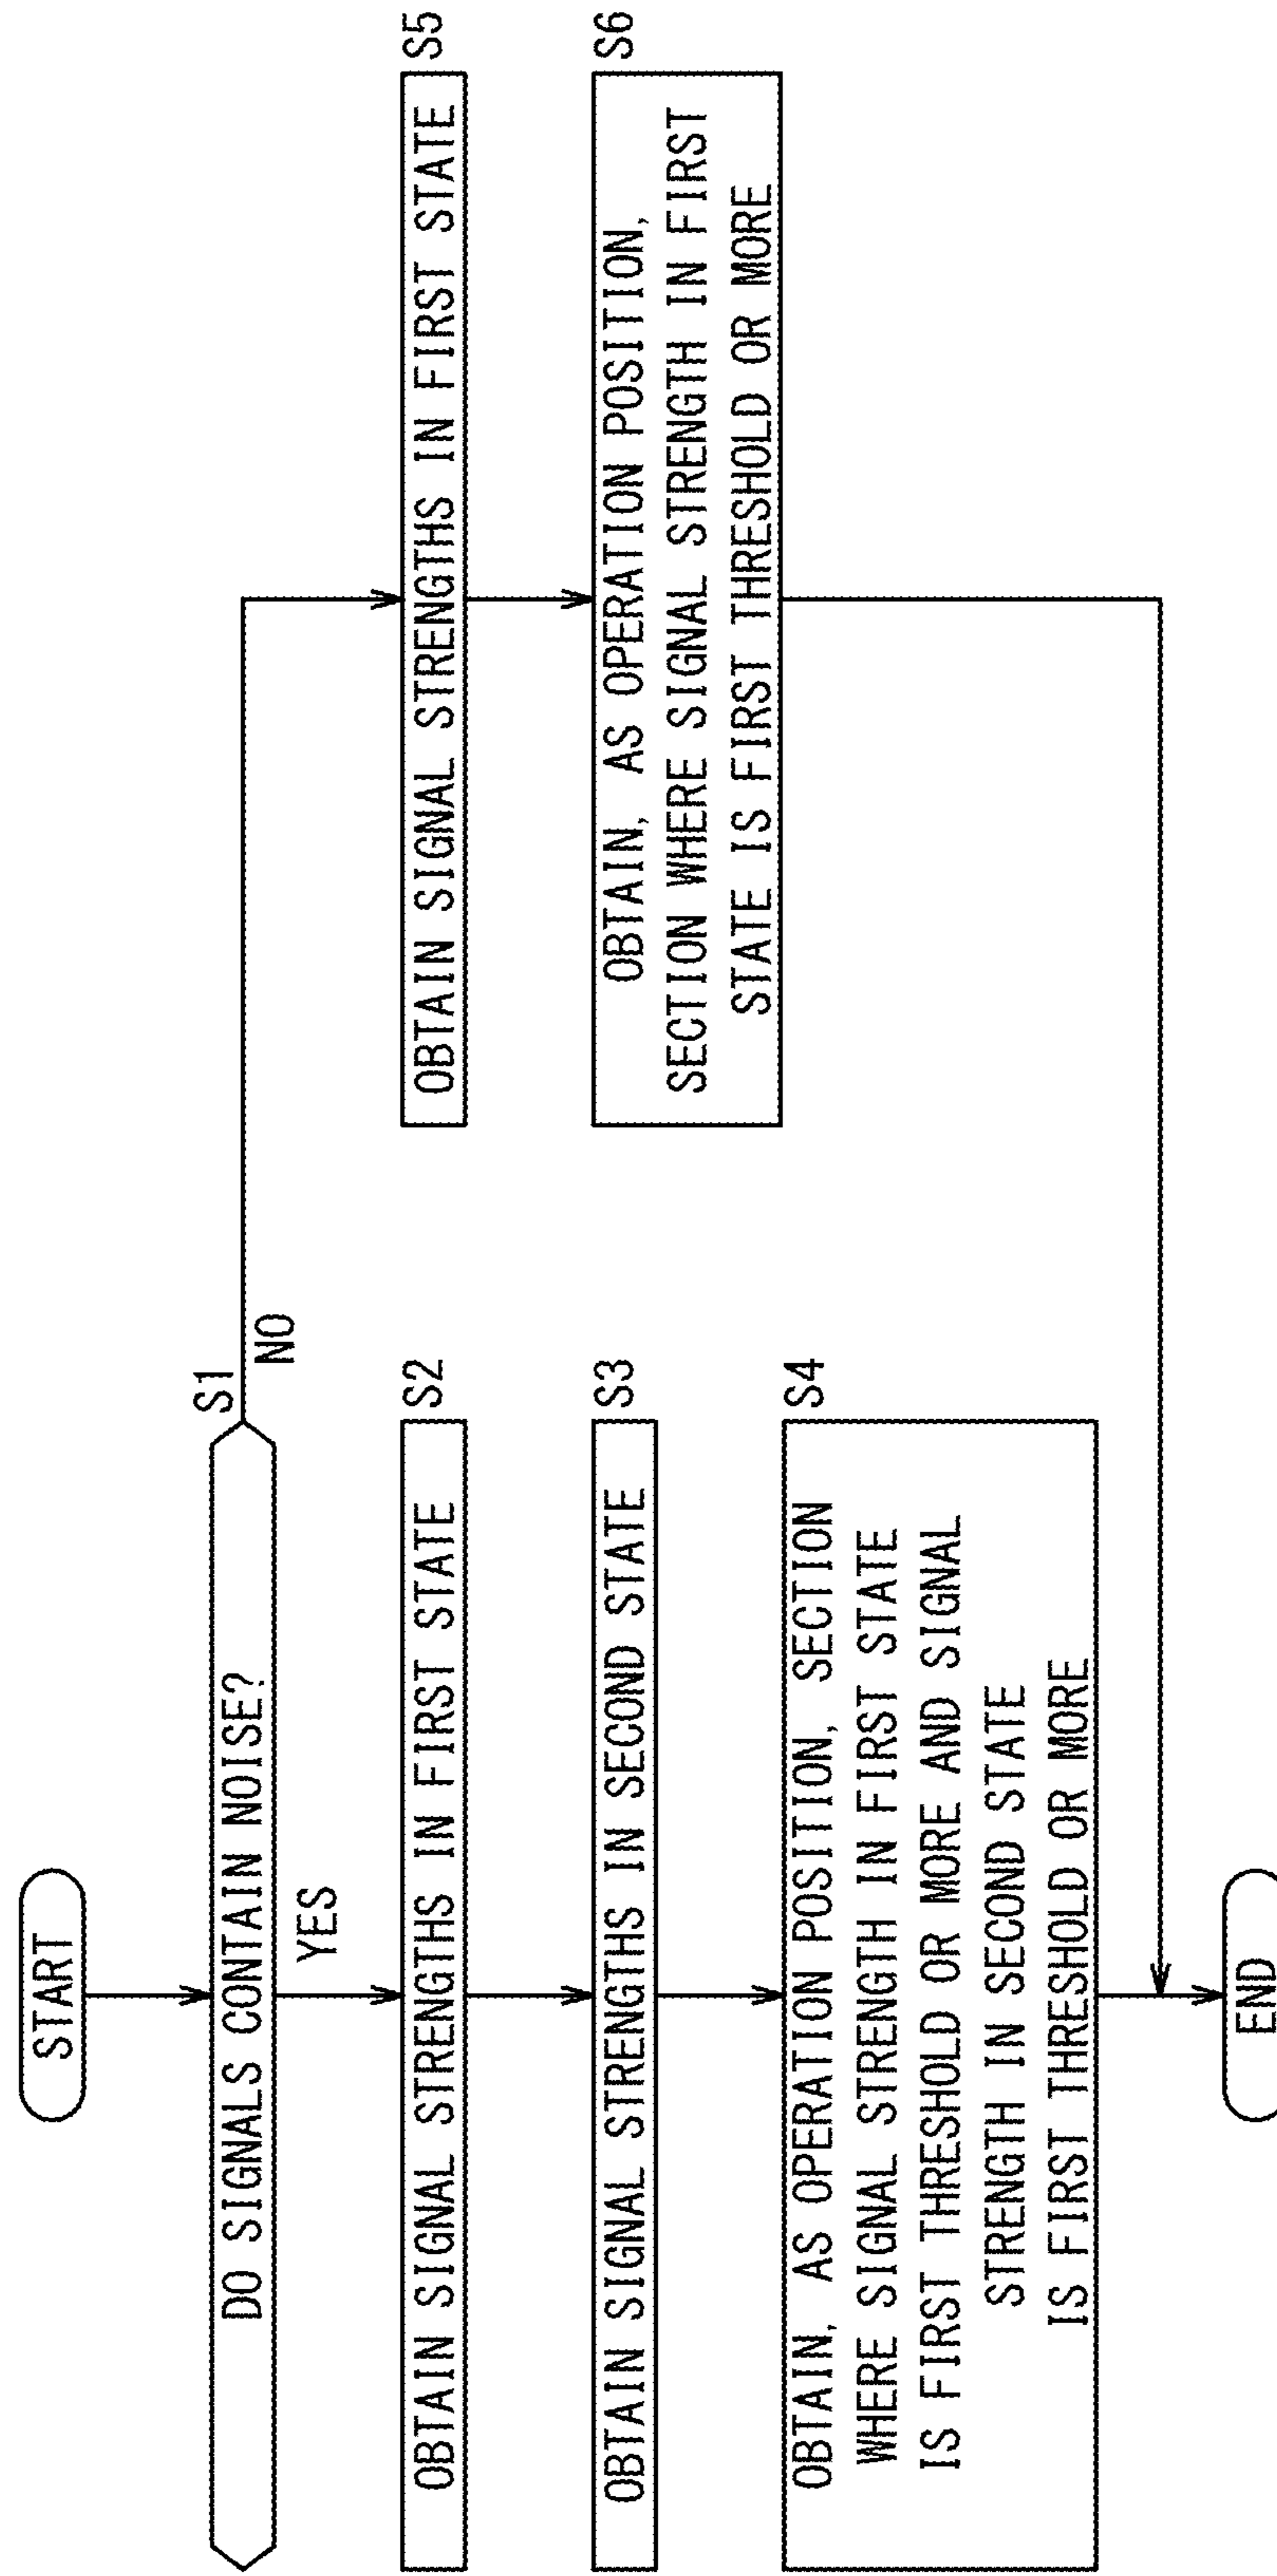 START
S1
DO SIGNALS CONTAIN NOISE?
NO
YES
S2
OBTAIN SIGNAL STRENGTHS IN FIRST STATE
S3
OBTAIN SIGNAL STRENGTHS IN SECOND STATE
S4
OBTAIN, AS OPERATION POSITION, SECTION
WHERE SIGNAL STRENGTH IN FIRST STATE
IS FIRST THRESHOLD OR MORE AND SIGNAL
STRENGTH IN SECOND STATE
IS FIRST THRESHOLD OR MORE
S5
OBTAIN SIGNAL STRENGTHS IN FIRST STATE
S6
OBTAIN, AS OPERATION POSITION,
SECTION WHERE SIGNAL STRENGTH IN FIRST
STATE IS FIRST THRESHOLD OR MORE
END